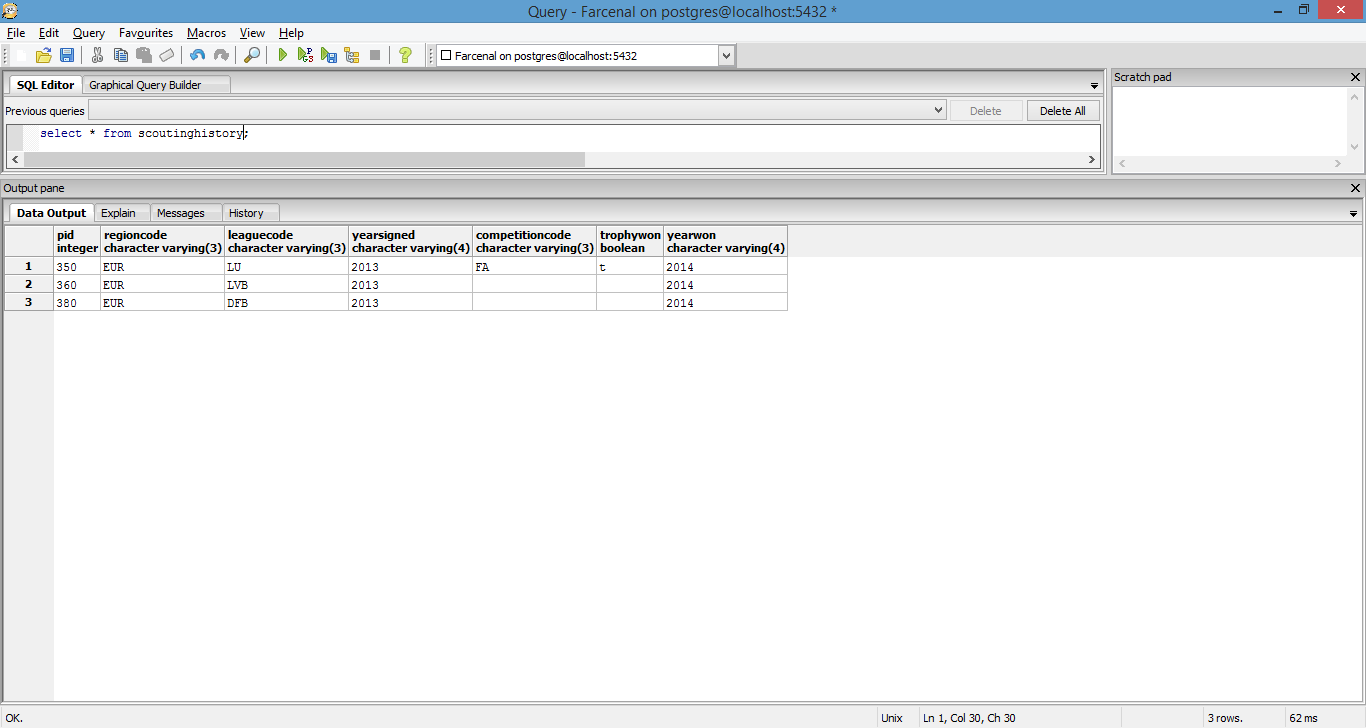 Query - Farcenal on postgres@localhost:5432 *
File Edit Query Favourites Macros View Help
Farcenal on postgres@localhost:5432
SQL Editor Graphical Query Builder
Scratch pad
Previous queries Delete Delete All
select * from scoutinghistory;
Output pane
Data Output Explain Messages History
pid regioncode leaguecode yearsigned competitioncode trophywon yearwon
integer character varying(3) character varying(3) character varying(4) character varying(3) boolean character varying(4)
1 350 EUR LU 2013 FA t 2014
2 360 EUR LVB 2013 2014
3 380 EUR DFB 2013 2014
OK. Unix Ln 1, Col 30, Ch 30 3 rows. 62 ms